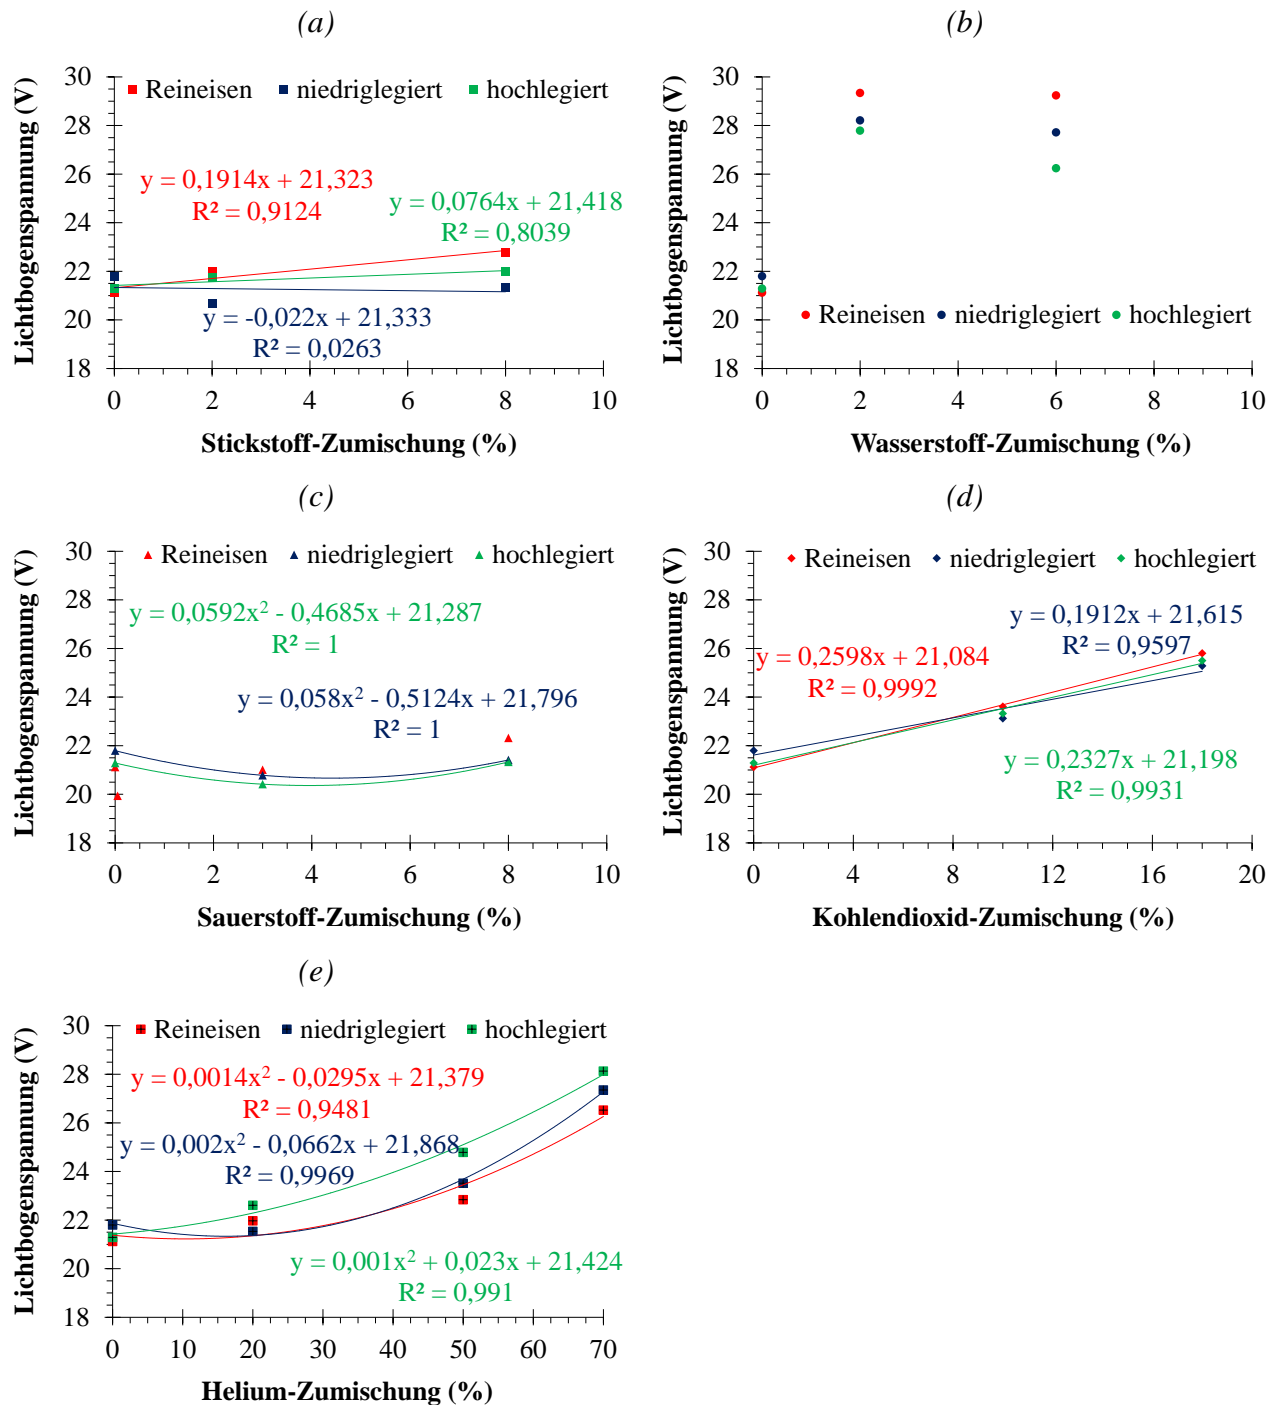 (a)
Lichtbogenspannung (V)
30
28
26
24
22
20
18
Reineisen niedriglegiert hochlegiert
y = 0,1914x + 21,323
R² = 0,9124
y = 0,0764x + 21,418
R² = 0,8039
y = -0,022x + 21,333
R² = 0,0263
0 2 4 6 8 10
Stickstoff-Zumischung (%)
(b)
Lichtbogenspannung (V)
30
28
26
24
22
20
18
Reineisen niedriglegiert hochlegiert
0 2 4 6 8 10
Wasserstoff-Zumischung (%)
(c)
Lichtbogenspannung (V)
30
28
26
24
22
20
18
Reineisen niedriglegiert hochlegiert
y = 0,0592x² - 0,4685x + 21,287
R² = 1
y = 0,058x² - 0,5124x + 21,796
R² = 1
0 2 4 6 8 10
Sauerstoff-Zumischung (%)
(d)
Lichtbogenspannung (V)
30
28
26
24
22
20
18
Reineisen niedriglegiert hochlegiert
y = 0,1912x + 21,615
R² = 0,9597
y = 0,2598x + 21,084
R² = 0,9992
y = 0,2327x + 21,198
R² = 0,9931
0 4 8 12 16 20
Kohlendioxid-Zumischung (%)
(e)
Lichtbogenspannung (V)
30
28
26
24
22
20
18
Reineisen niedriglegiert hochlegiert
y = 0,0014x² - 0,0295x + 21,379
R² = 0,9481
y = 0,002x² - 0,0662x + 21,868
R² = 0,9969
y = 0,001x² + 0,023x + 21,424
R² = 0,991
0 10 20 30 40 50 60 70
Helium-Zumischung (%)